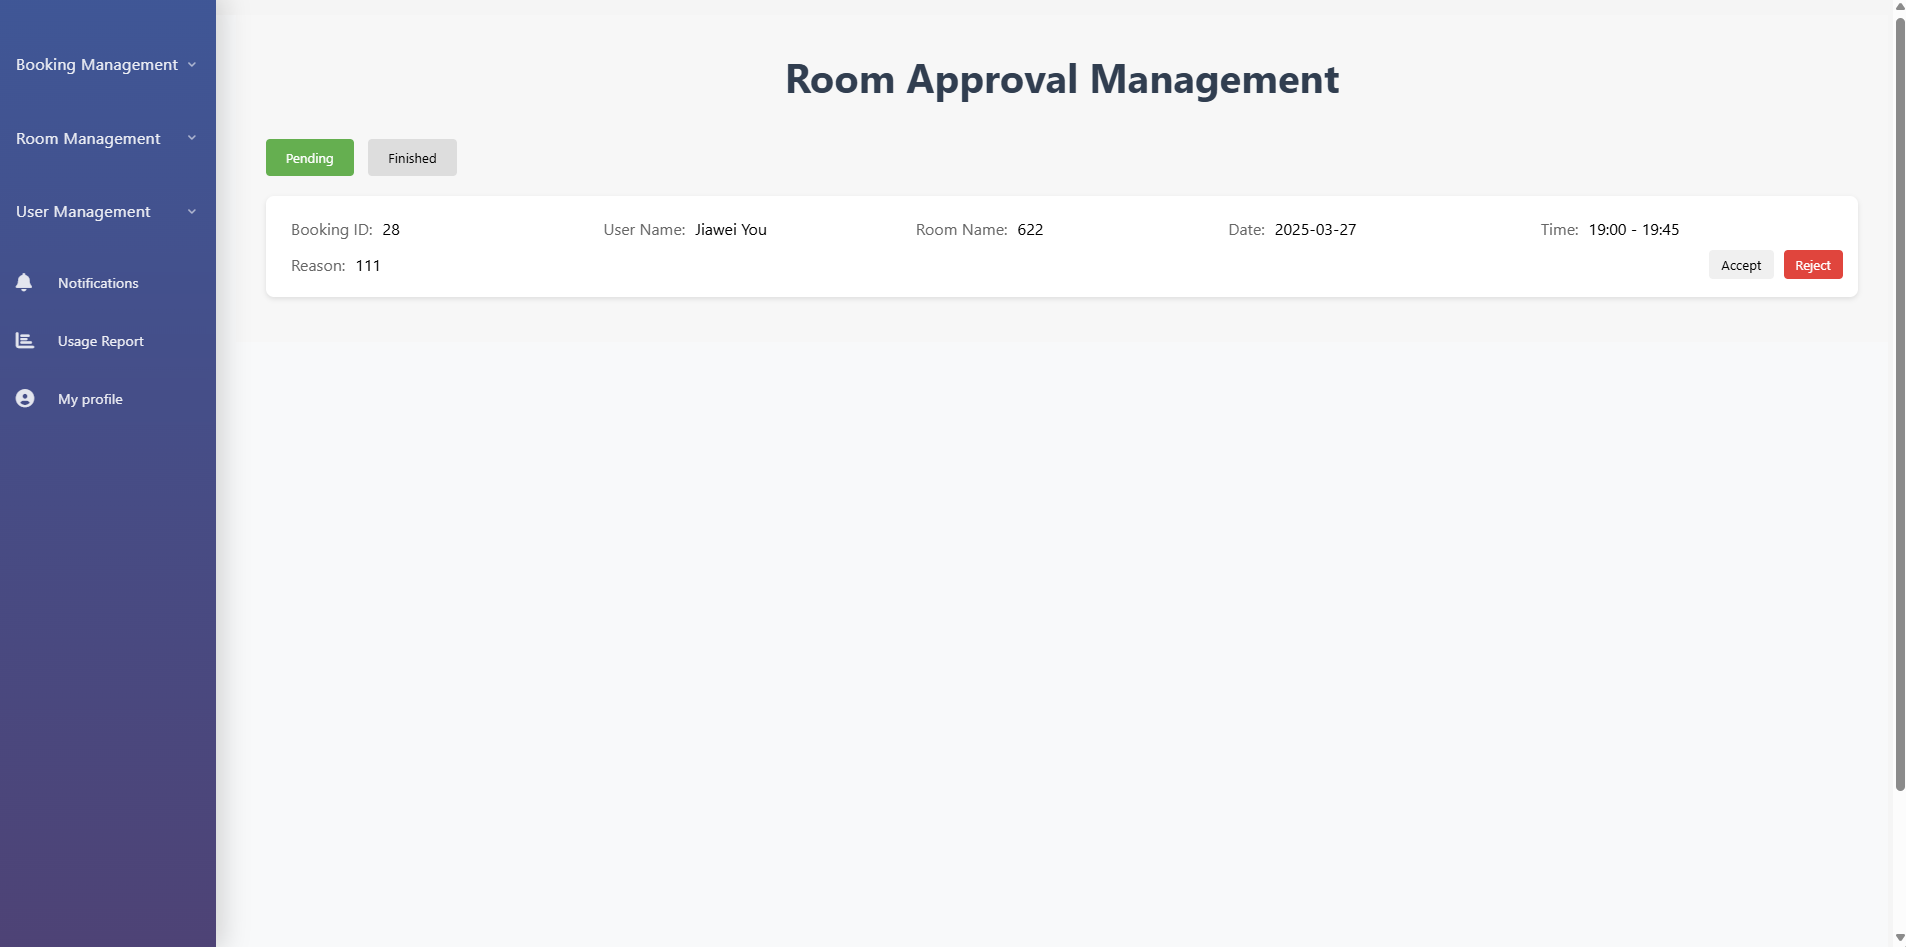 Booking Management
Room Management
User Management
Notifications
Usage Report
My profile
Room Approval Management
Pending Finished
Booking ID: 28 User Name: Jiawei You Room Name: 622 Date: 2025-03-27 Time: 19:00 - 19:45
Reason: 111 Accept Reject